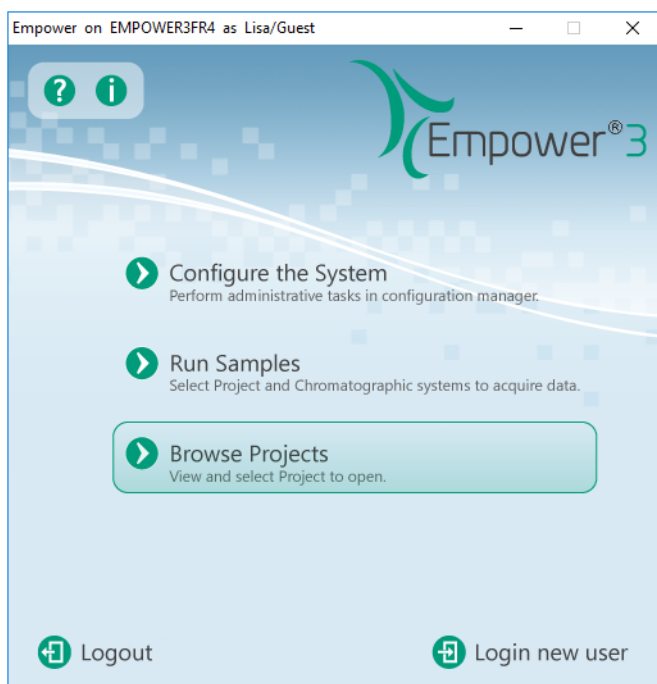 Empower on EMPOWER3FR4 as Lisa/Guest
? i
Empower®3
Configure the System
Perform administrative tasks in configuration manager.
Run Samples
Select Project and Chromatographic systems to acquire data.
Browse Projects
View and select Project to open.
Logout
Login new user